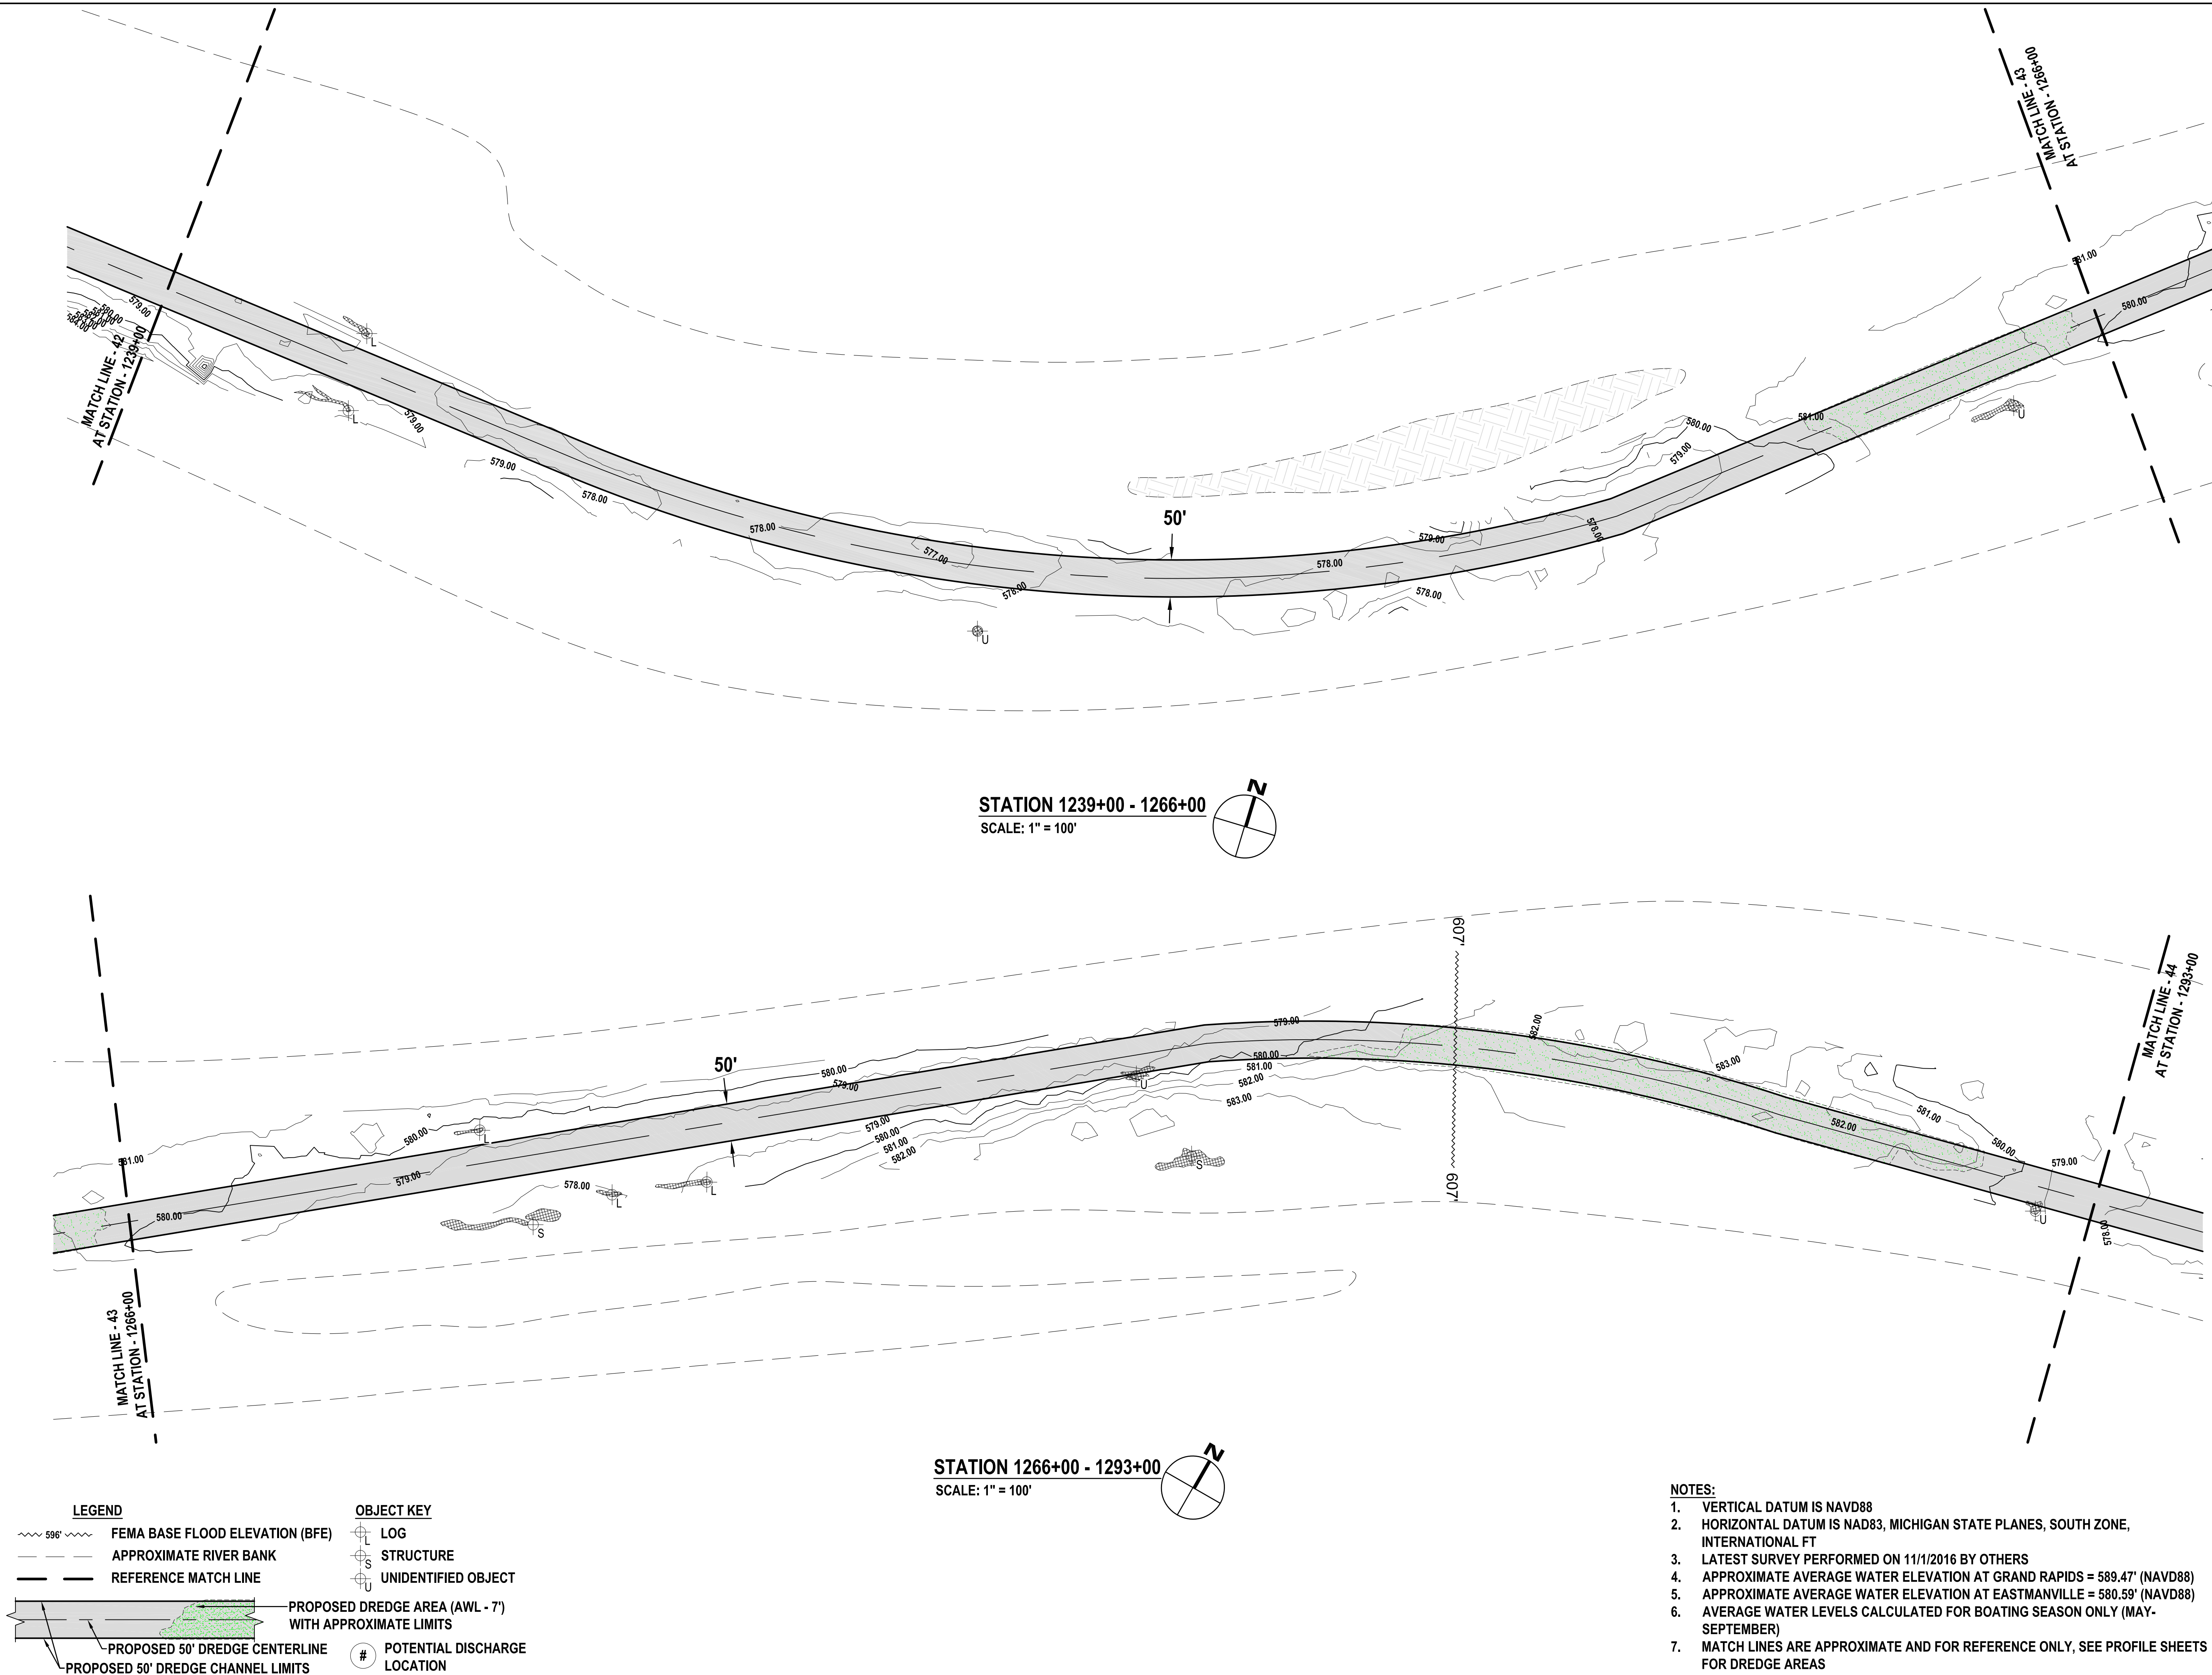 MATCH LINE - 43
AT STATION - 1266+00
581.00
580.00
579.00
580.00
584.00
MATCH LINE - 42
AT STATION - 1239+00
L
L
579.00
579.00
578.00
578.00
577.00
578.00
U
50'
578.00
579.00
578.00
578.00
579.00
580.00
581.00
U
STATION 1239+00 - 1266+00
SCALE: 1" = 100'
N
607'
607'
MATCH LINE - 44
AT STATION - 1293+00
50'
579.00
580.00
581.00
582.00
583.00
580.00
579.00
U
582.00
583.00
581.00
582.00
580.00
579.00
578.00
U
580.00
L
581.00
579.00
580.00
578.00
L
L
S
579.00
580.00
581.00
582.00
S
MATCH LINE - 43
AT STATION - 1266+00
STATION 1266+00 - 1293+00
SCALE: 1" = 100'
N
LEGEND
596' FEMA BASE FLOOD ELEVATION (BFE)
APPROXIMATE RIVER BANK
REFERENCE MATCH LINE
PROPOSED DREDGE AREA (AWL - 7')
WITH APPROXIMATE LIMITS
PROPOSED 50' DREDGE CENTERLINE
PROPOSED 50' DREDGE CHANNEL LIMITS
OBJECT KEY
L LOG
S STRUCTURE
U UNIDENTIFIED OBJECT
# POTENTIAL DISCHARGE
LOCATION
NOTES:
1. VERTICAL DATUM IS NAVD88
2. HORIZONTAL DATUM IS NAD83, MICHIGAN STATE PLANES, SOUTH ZONE,
INTERNATIONAL FT
3. LATEST SURVEY PERFORMED ON 11/1/2016 BY OTHERS
4. APPROXIMATE AVERAGE WATER ELEVATION AT GRAND RAPIDS = 589.47' (NAVD88)
5. APPROXIMATE AVERAGE WATER ELEVATION AT EASTMANVILLE = 580.59' (NAVD88)
6. AVERAGE WATER LEVELS CALCULATED FOR BOATING SEASON ONLY (MAY-
SEPTEMBER)
7. MATCH LINES ARE APPROXIMATE AND FOR REFERENCE ONLY, SEE PROFILE SHEETS
FOR DREDGE AREAS